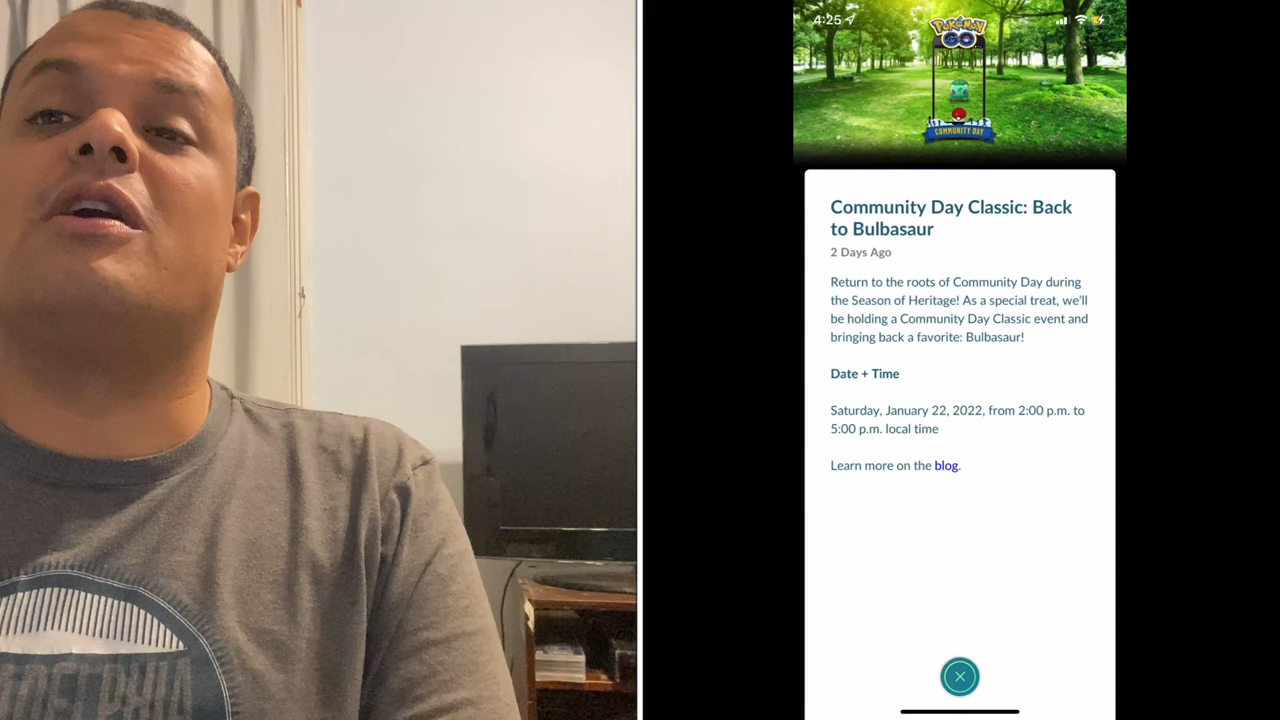 4:25
POKÉMON
GO
COMMUNITY DAY
Community Day Classic: Back
to Bulbasaur
2 Days Ago
Return to the roots of Community Day during
the Season of Heritage! As a special treat, we'll
be holding a Community Day Classic event and
bringing back a favorite: Bulbasaur!
Date + Time
Saturday, January 22, 2022, from 2:00 p.m. to
5:00 p.m. local time
Learn more on the blog.